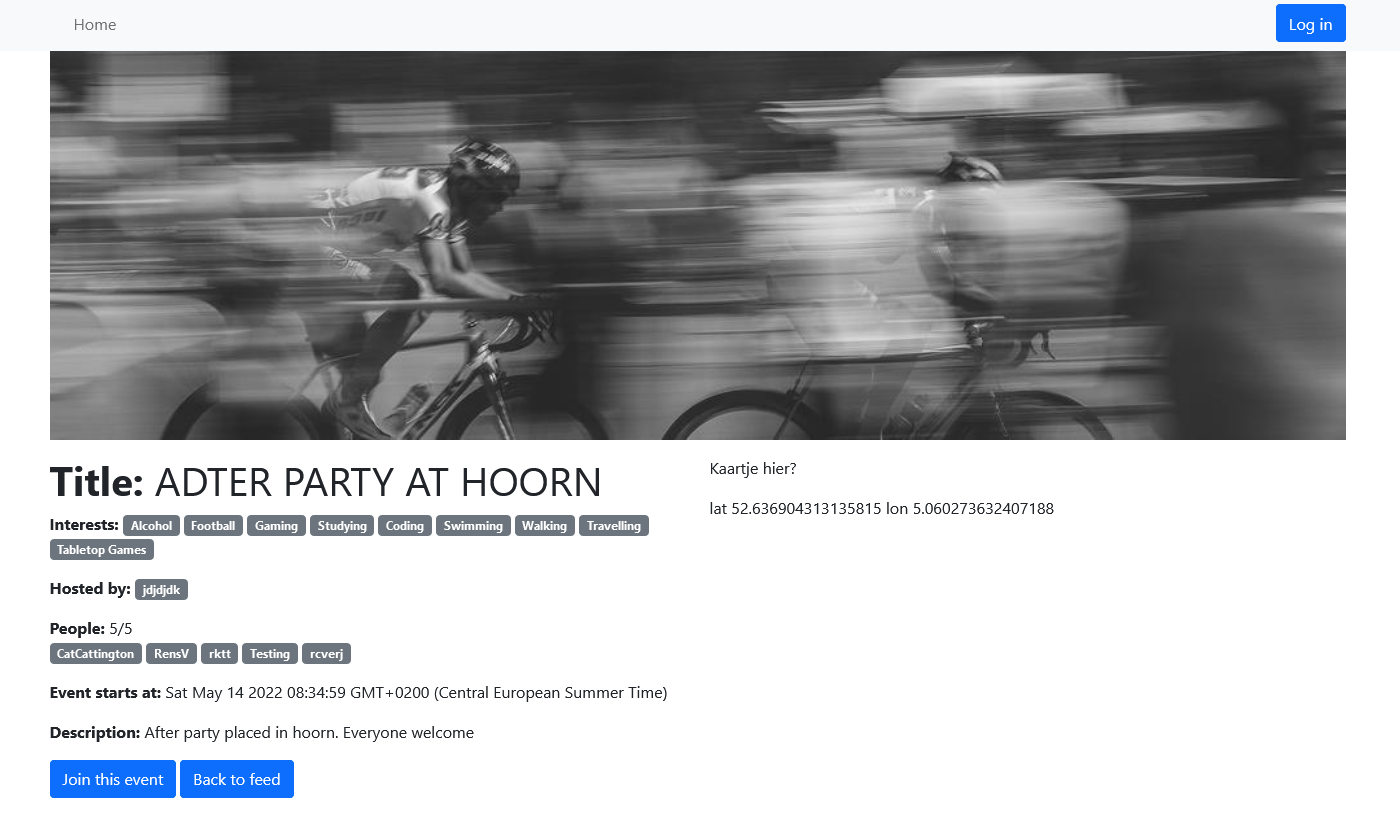 Home
Log in
Title: ADTER PARTY AT HOORN
Interests: Alcohol Football Gaming Studying Coding Swimming Walking Travelling
Tabletop Games
Hosted by: jdjdjdk
People: 5/5
CatCattington RensV rktt Testing rcverj
Event starts at: Sat May 14 2022 08:34:59 GMT+0200 (Central European Summer Time)
Description: After party placed in hoorn. Everyone welcome
Join this event Back to feed
Kaartje hier?
lat 52.636904313135815 lon 5.060273632407188